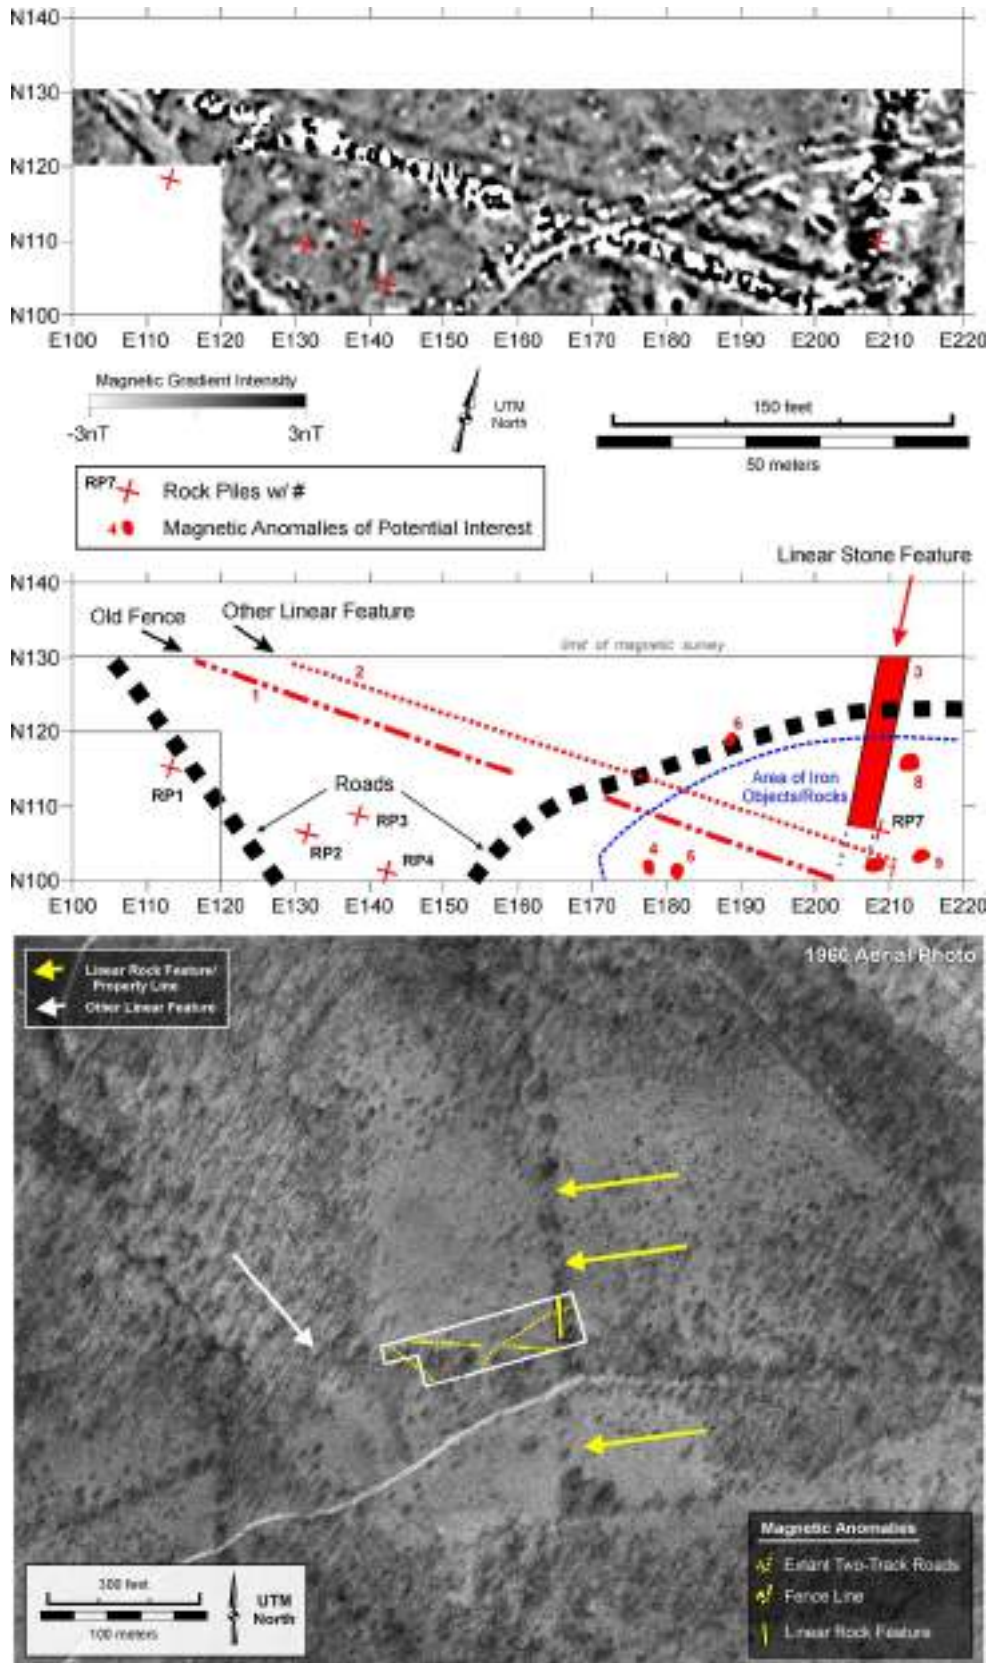 N140
N130
N120
N110
N100
E100 E110 E120 E130 E140 E150 E160 E170 E180 E190 E200 E210 E220
Magnetic Gradient Intensity
-3nT 3nT
UTM
North
150 feet
50 meters
RP7 Rock Piles w/ #
4 Magnetic Anomalies of Potential Interest
Linear Stone Feature
N140
Old Fence
Other Linear Feature
limit of magnetic survey
N130
1
2
3
N120
6
Area of Iron
Objects/Rocks
8
RP1
Roads
N110
RP3
RP2
RP7
RP4
4
9
N100
E100 E110 E120 E130 E140 E150 E160 E170 E180 E190 E200 E210 E220
1960 Aerial Photo
Linear Rock Feature/
Property Line
Other Linear Feature
Magnetic Anomalies
Extant Two-Track Roads
Fence Line
Linear Rock Feature
300 feet
100 meters
UTM
North